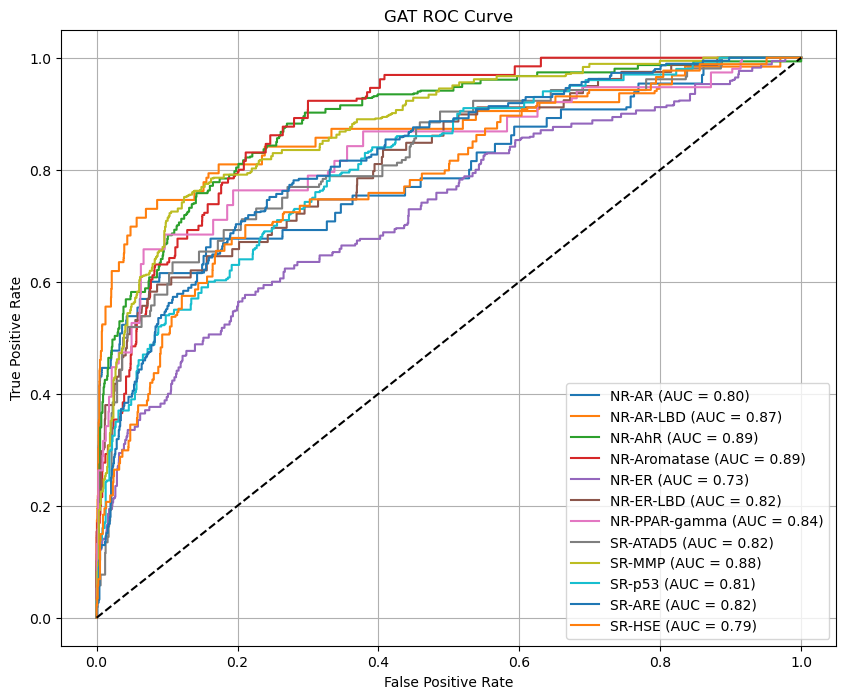 GAT ROC Curve
True Positive Rate
1.0
0.8
0.6
0.4
0.2
0.0
NR-AR (AUC = 0.80)
NR-AR-LBD (AUC = 0.87)
NR-AhR (AUC = 0.89)
NR-Aromatase (AUC = 0.89)
NR-ER (AUC = 0.73)
NR-ER-LBD (AUC = 0.82)
NR-PPAR-gamma (AUC = 0.84)
SR-ATAD5 (AUC = 0.82)
SR-MMP (AUC = 0.88)
SR-p53 (AUC = 0.81)
SR-ARE (AUC = 0.82)
SR-HSE (AUC = 0.79)
0.0 0.2 0.4 0.6 0.8 1.0
False Positive Rate